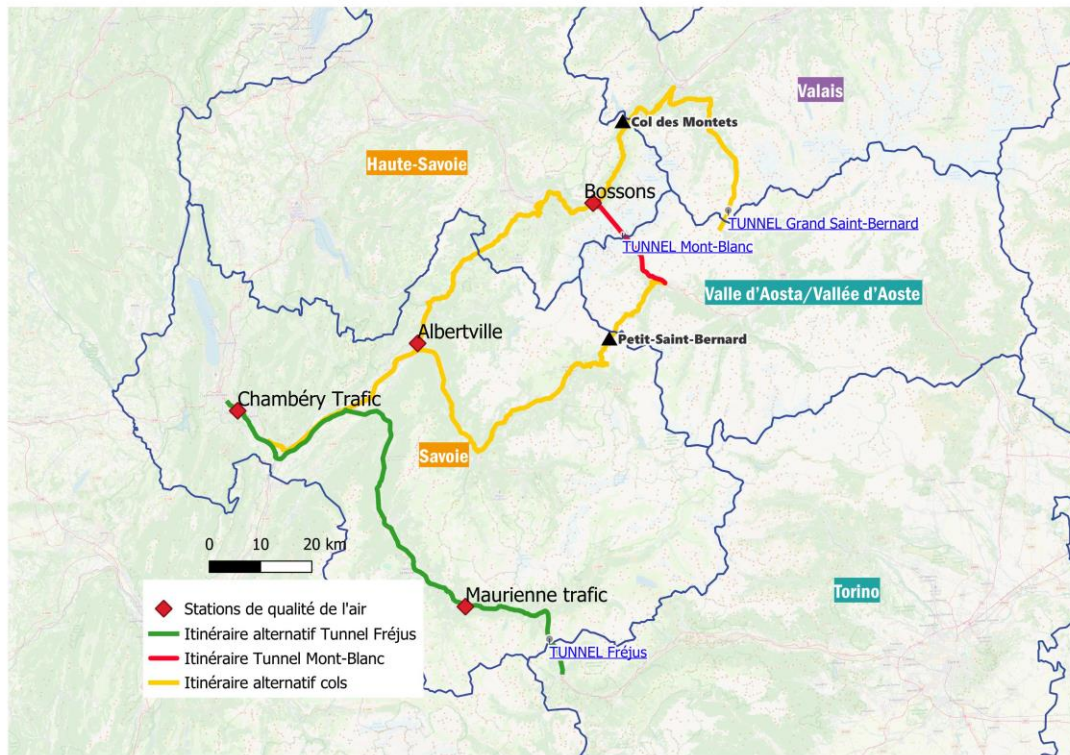 Valais
Col des Montets
Haute-Savoie
Bossons
TUNNEL Grand Saint-Bernard
TUNNEL Mont-Blanc
Valle d'Aosta/Vallée d'Aoste
Albertville
Petit-Saint-Bernard
Chambéry Trafic
Savoie
0 10 20 km
Maurienne trafic
Torino
TUNNEL Fréjus
Stations de qualité de l'air
Itinéraire alternatif Tunnel Fréjus
Itinéraire Tunnel Mont-Blanc
Itinéraire alternatif cols